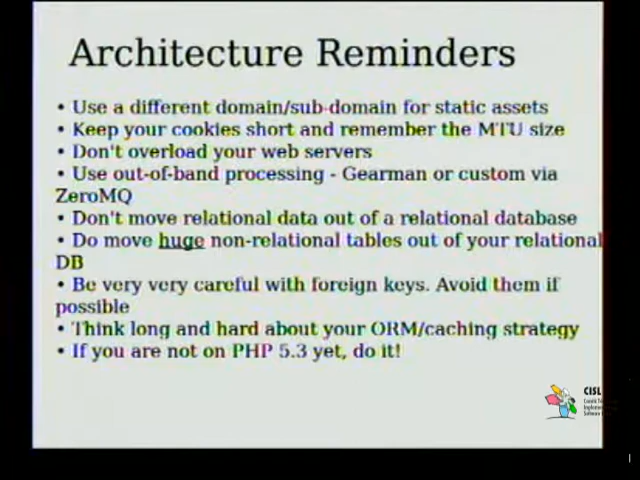 Architecture Reminders
• Use a different domain/sub-domain for static assets
• Keep your cookies short and remember the MTU size
• Don't overload your web servers
• Use out-of-band processing - Gearman or custom via
ZeroMQ
• Don't move relational data out of a relational database
• Do move huge non-relational tables out of your relational
DB
• Be very very careful with foreign keys. Avoid them if
possible
• Think long and hard about your ORM/caching strategy
• If you are not on PHP 5.3 yet, do it!
CISL